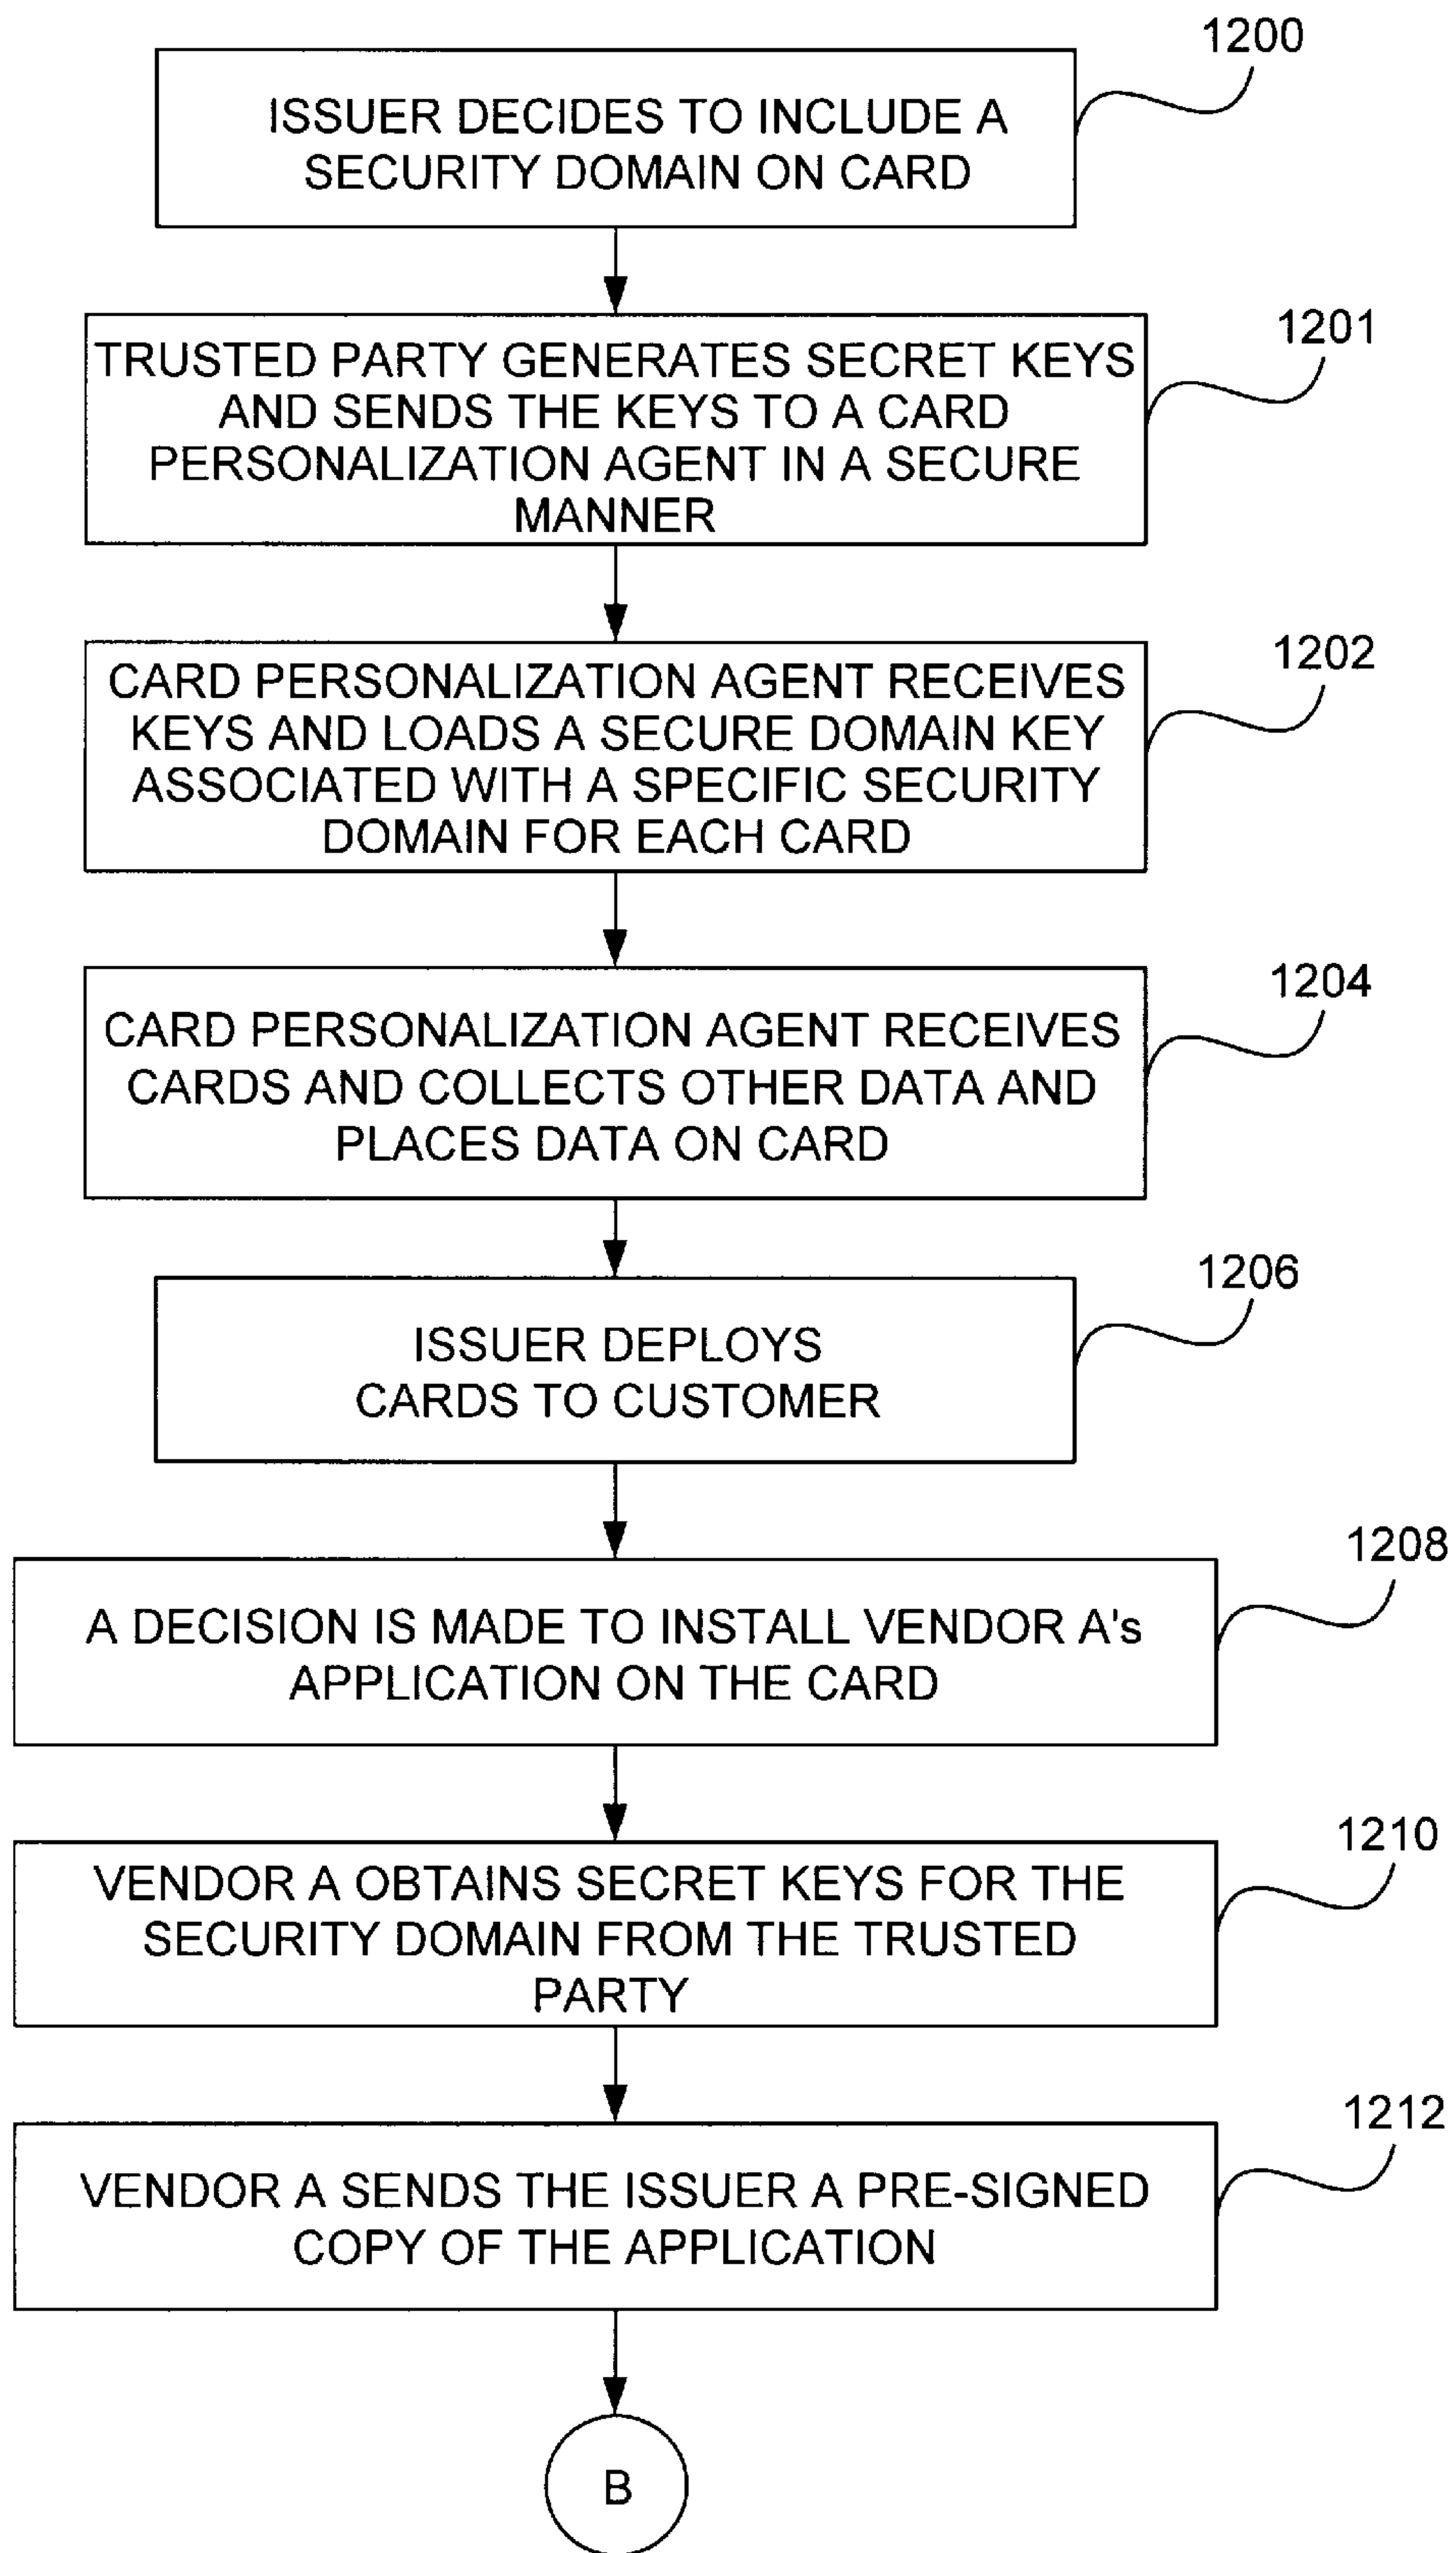 1200
ISSUER DECIDES TO INCLUDE A
SECURITY DOMAIN ON CARD
1201
TRUSTED PARTY GENERATES SECRET KEYS
AND SENDS THE KEYS TO A CARD
PERSONALIZATION AGENT IN A SECURE
MANNER
1202
CARD PERSONALIZATION AGENT RECEIVES
KEYS AND LOADS A SECURE DOMAIN KEY
ASSOCIATED WITH A SPECIFIC SECURITY
DOMAIN FOR EACH CARD
1204
CARD PERSONALIZATION AGENT RECEIVES
CARDS AND COLLECTS OTHER DATA AND
PLACES DATA ON CARD
1206
ISSUER DEPLOYS
CARDS TO CUSTOMER
1208
A DECISION IS MADE TO INSTALL VENDOR A's
APPLICATION ON THE CARD
1210
VENDOR A OBTAINS SECRET KEYS FOR THE
SECURITY DOMAIN FROM THE TRUSTED
PARTY
1212
VENDOR A SENDS THE ISSUER A PRE-SIGNED
COPY OF THE APPLICATION
B